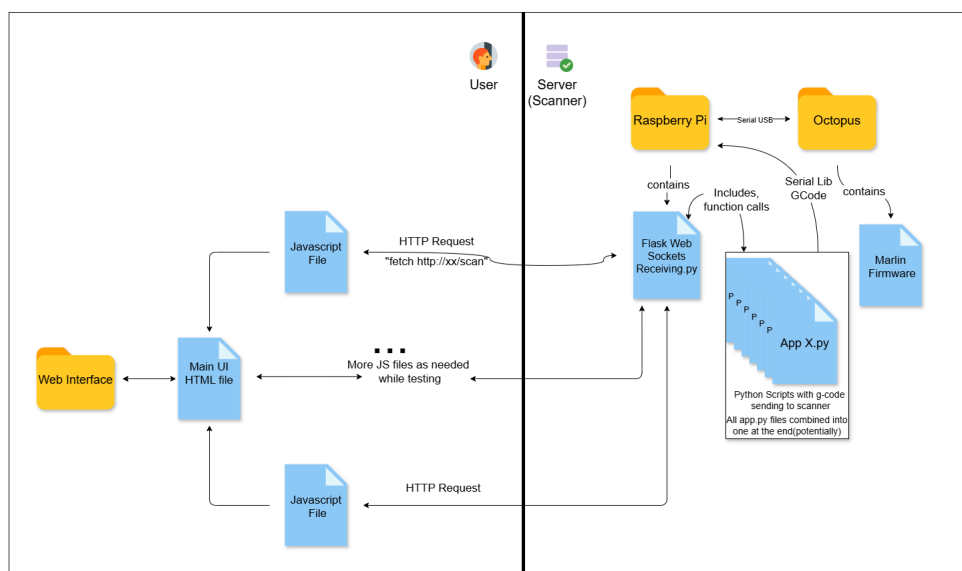 User
Server
(Scanner)
Raspberry Pi
Serial USB
Octopus
contains
Includes,
function calls
Serial Lib
GCode
contains
Javascript
File
HTTP Request
"fetch http://xx/scan"
Flask Web
Sockets
Receiving.py
Marlin
Firmware
P
P
P
P
P
P
App X.py
Web Interface
Main UI
HTML file
...
More JS files as needed
while testing
Python Scripts with g-code
sending to scanner
All app.py files combined into
one at the end(potentially)
Javascript
File
HTTP Request